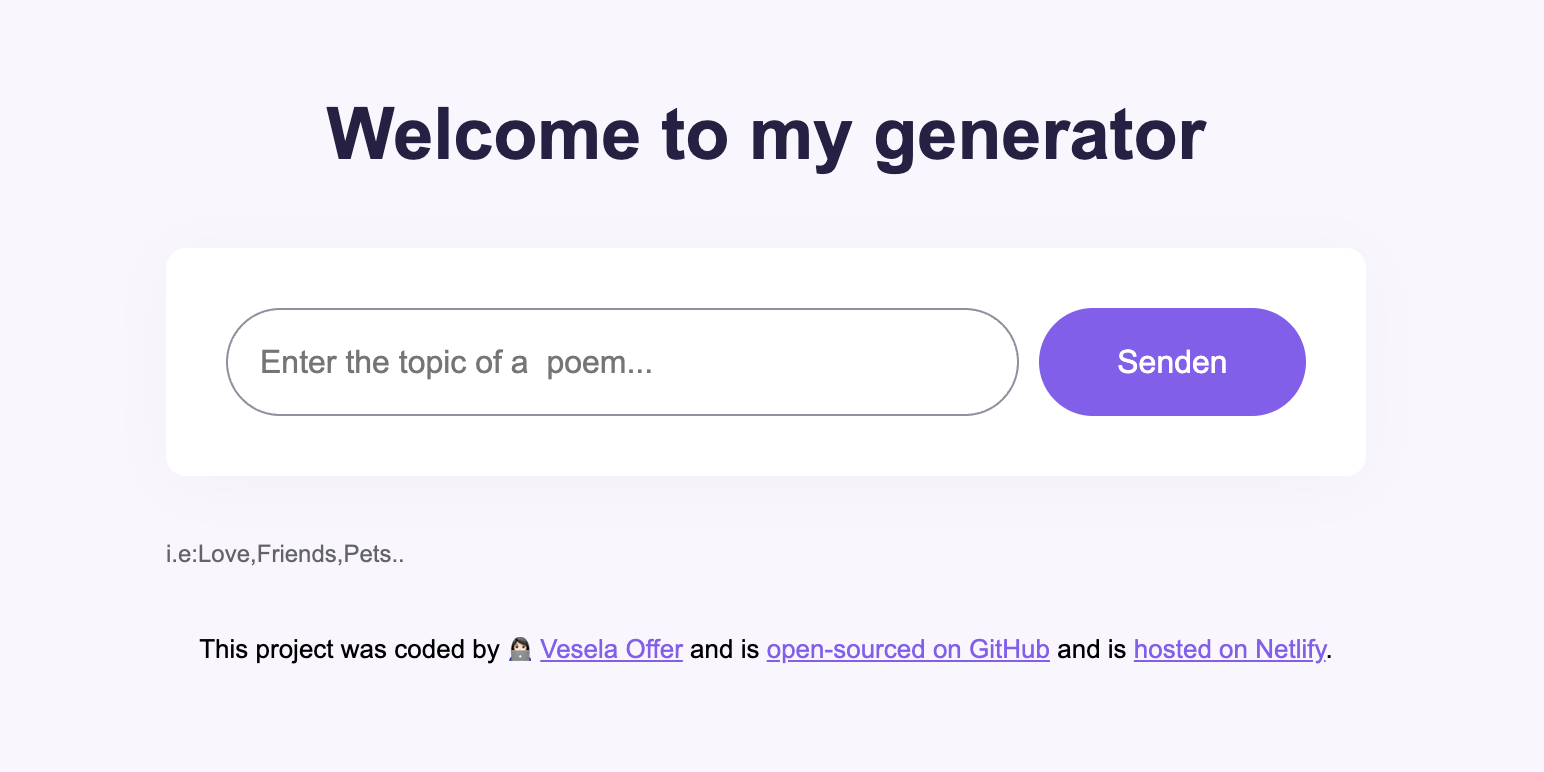 Welcome to my generator
Enter the topic of a  poem...
Senden
i.e:Love,Friends,Pets..
This project was coded by 👩🏻‍💻 Vesela Offer and is open-sourced on GitHub and is hosted on Netlify.